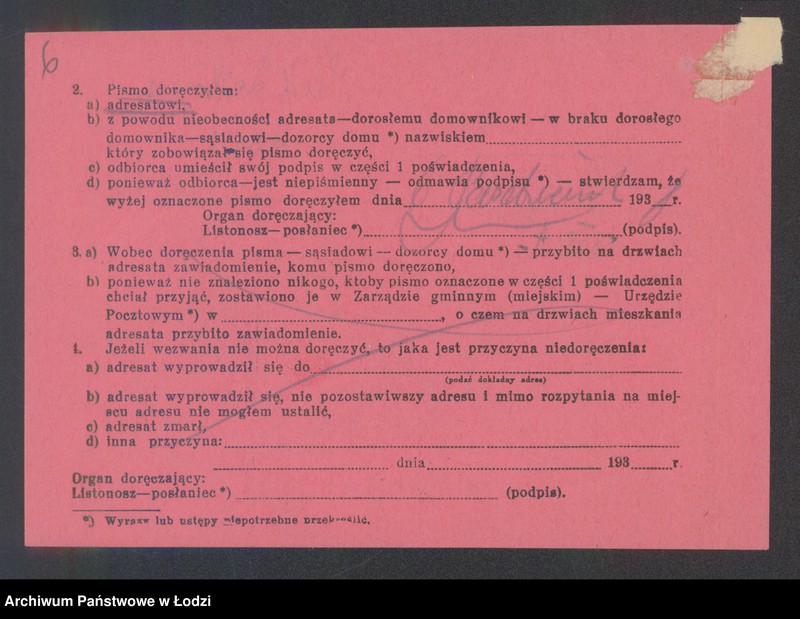 6
2. Pismo doręczyłem:
a) adresatowi,
b) z powodu nieobecności adresata—dorosłemu domownikowi — w braku dorosłego
domownika—sąsiadowi—dozorcy domu *) nazwiskiem
który zobowiązał się pismo doręczyć,
c) odbiorca umieścił swój podpis w części 1 poświadczenia,
d) ponieważ odbiorca—jest niepiśmienny — odmawia podpisu *) — stwierdzam, że
wyżej oznaczone pismo doręczyłem dnia 193 r.
Organ doręczający:
Listonosz—posłaniec *) (podpis).
3. a) Wobec doręczenia pisma — sąsiadowi — dozorcy domu *) — przybito na drzwiach
adresata zawiadomienie, komu pismo doręczono,
b) ponieważ nie znaleziono nikogo, ktoby pismo oznaczone w części 1 poświadczenia
chciał przyjąć, zostawiono je w Zarządzie gminnym (miejskim) — Urzędzie
Pocztowym *) w , o czem na drzwiach mieszkania
adresata przybito zawiadomienie.
4. Jeżeli wezwania nie można doręczyć, to jaka jest przyczyna niedoręczenia:
a) adresat wyprowadził się do
(podać dokładny adres)
b) adresat wyprowadził się, nie pozostawiwszy adresu i mimo rozpytania na miej-
scu adresu nie mogłem ustalić,
c) adresat zmarł,
d) inna przyczyna:
dnia 193 r.
Organ doręczający:
Listonosz—posłaniec *) (podpis).
*) Wyrazy lub ustępy niepotrzebne przekreślić.
Archiwum Państwowe w Łodzi